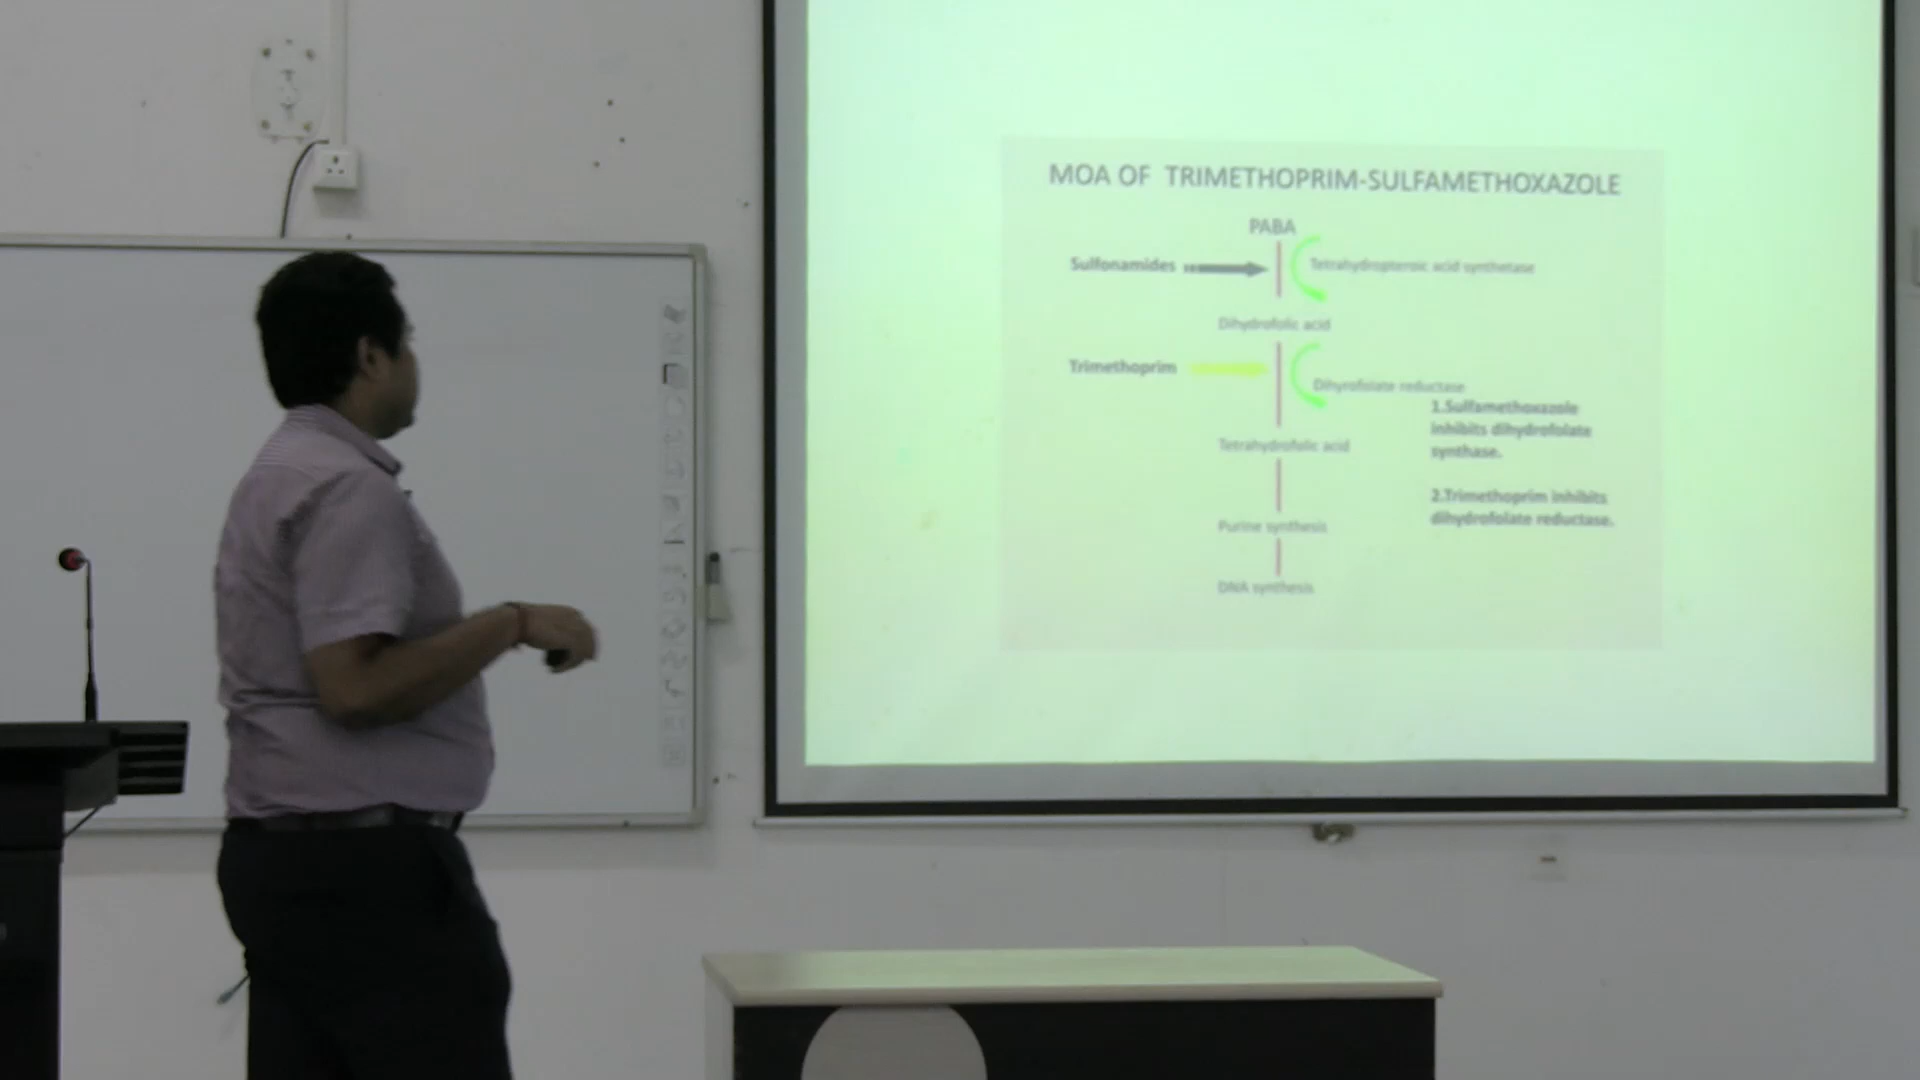 MOA OF TRIMETHOPRIM-SULFAMETHOXAZOLE
PABA
Sulfonamides
Tetrahydropteroic acid synthetase
Dihydrofolic acid
Trimethoprim
Dihyrofolate reductase
1.Sulfamethoxazole
inhibits dihydrofolate
synthase.
Tetrahydrofolic acid
2.Trimethoprim inhibits
dihydrofolate reductase.
Purine synthesis
DNA synthesis